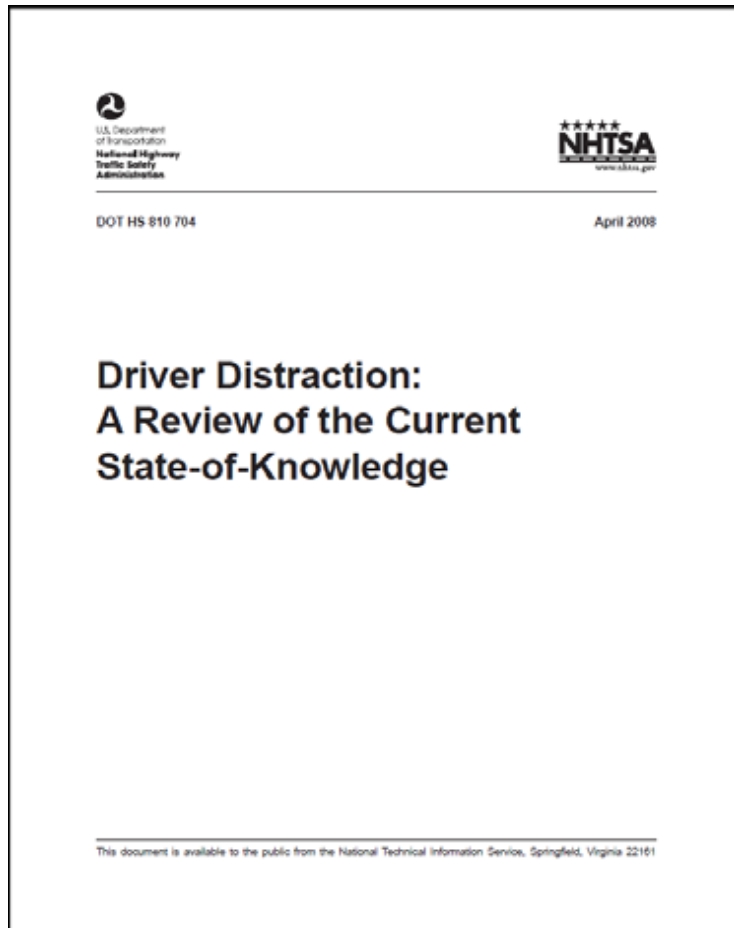 U.S. Department
of Transportation
National Highway
Traffic Safety
Administration
NHTSA
www.nhtsa.gov
DOT HS 810 704
April 2008
Driver Distraction:
A Review of the Current
State-of-Knowledge
This document is available to the public from the National Technical Information Service, Springfield, Virginia 22161